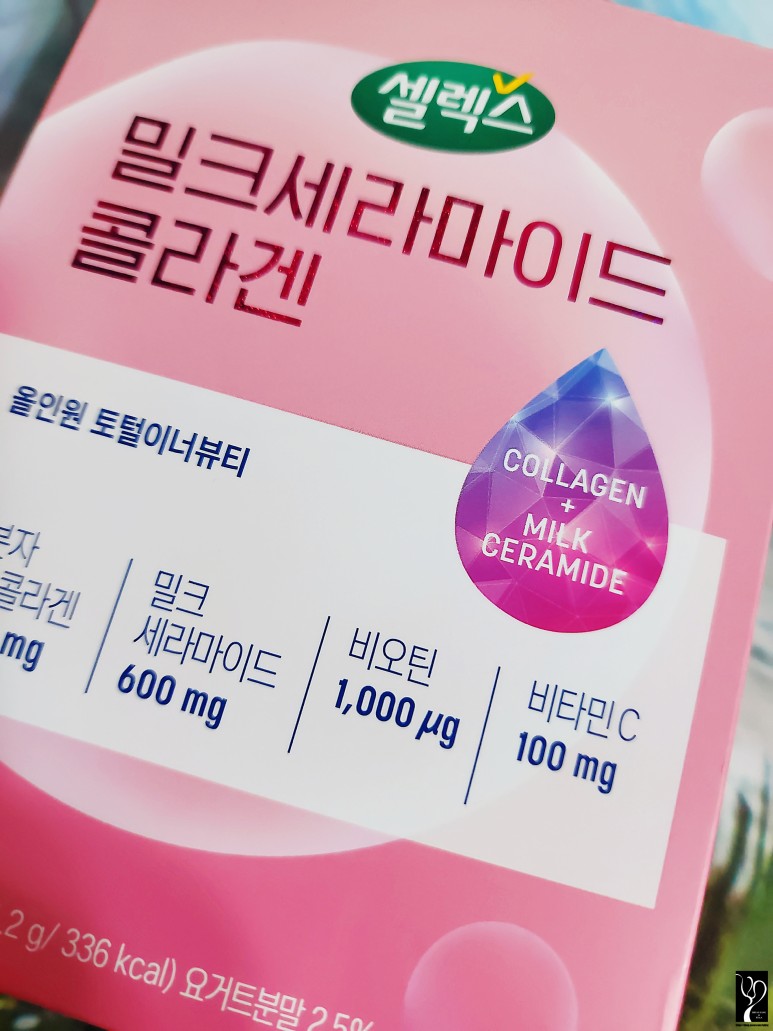 셀렉스
밀크세라마이드
콜라겐
COLLAGEN
+
MILK
CERAMIDE
올인원 토털이너뷰티
분자
콜라겐
mg
밀크
세라마이드
600 mg
비오틴
1,000 µg
비타민 C
100 mg
.2 g/ 336 kcal) 요거트분말 2.5%